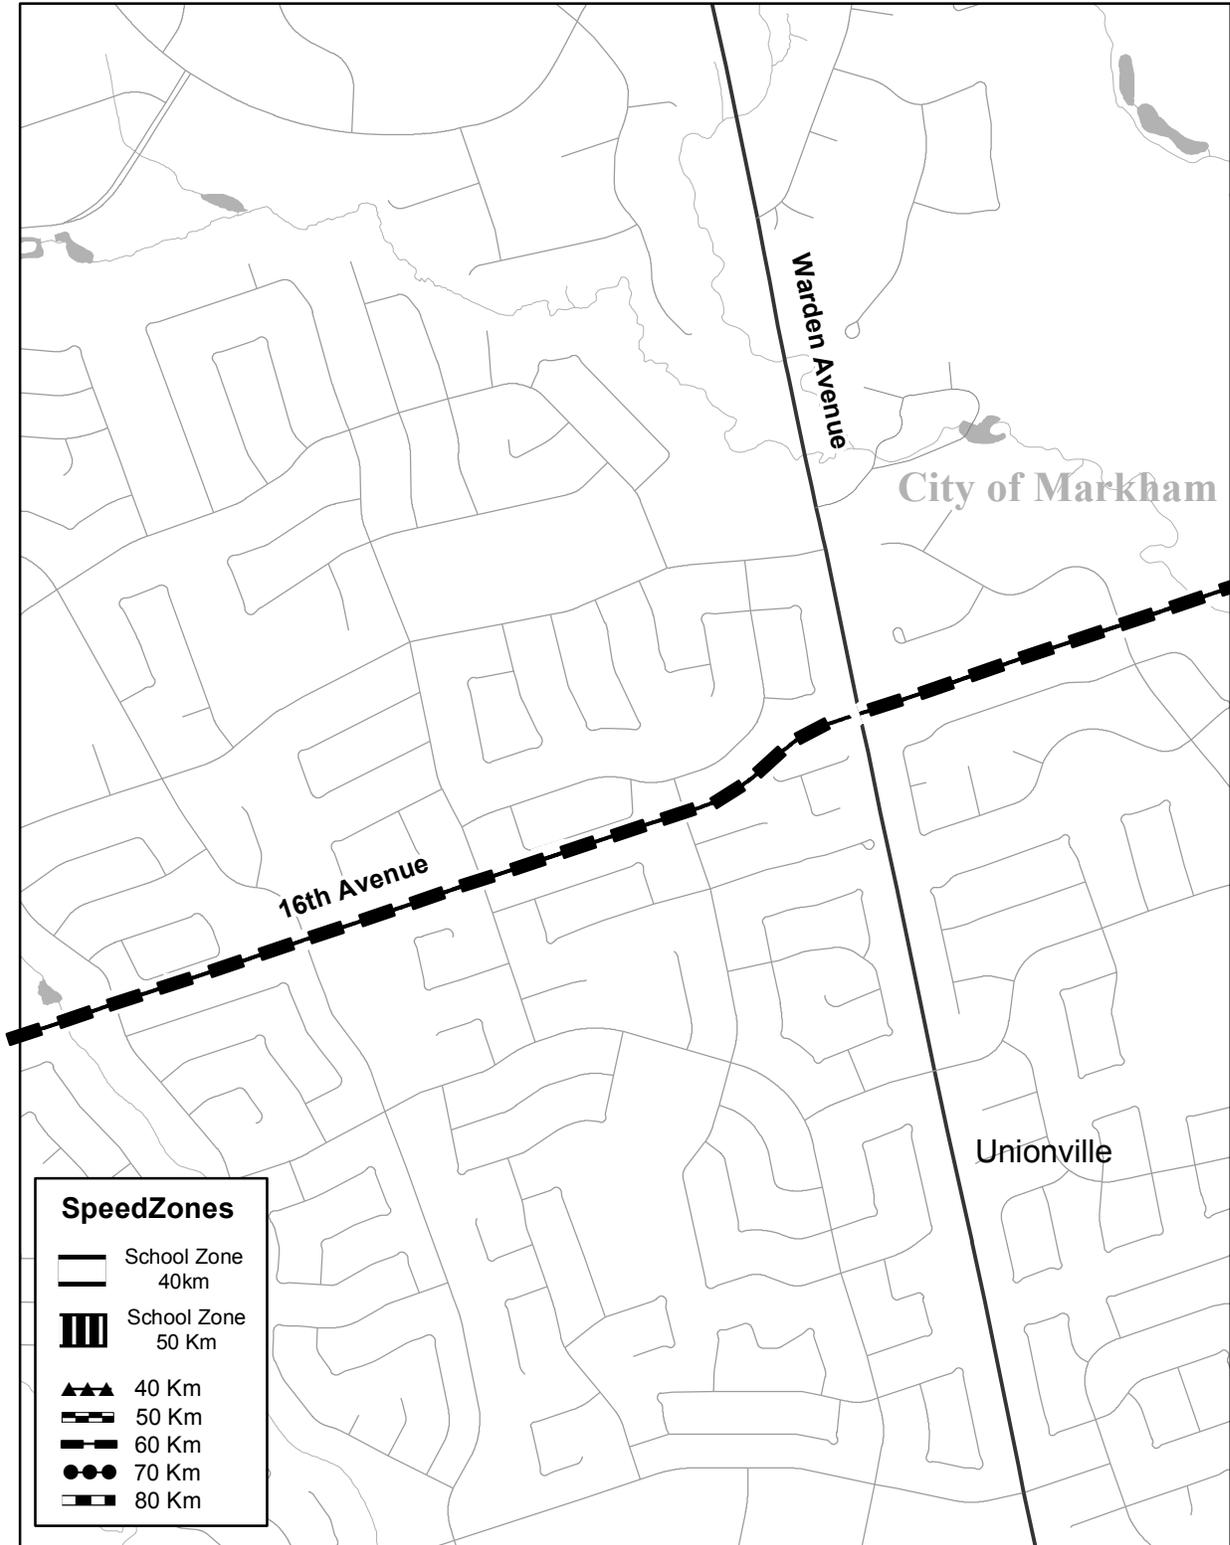 Warden Avenue
City of Markham
16th Avenue
Unionville
SpeedZones
School Zone
40km
School Zone
50 Km
40 Km
50 Km
60 Km
70 Km
80 Km